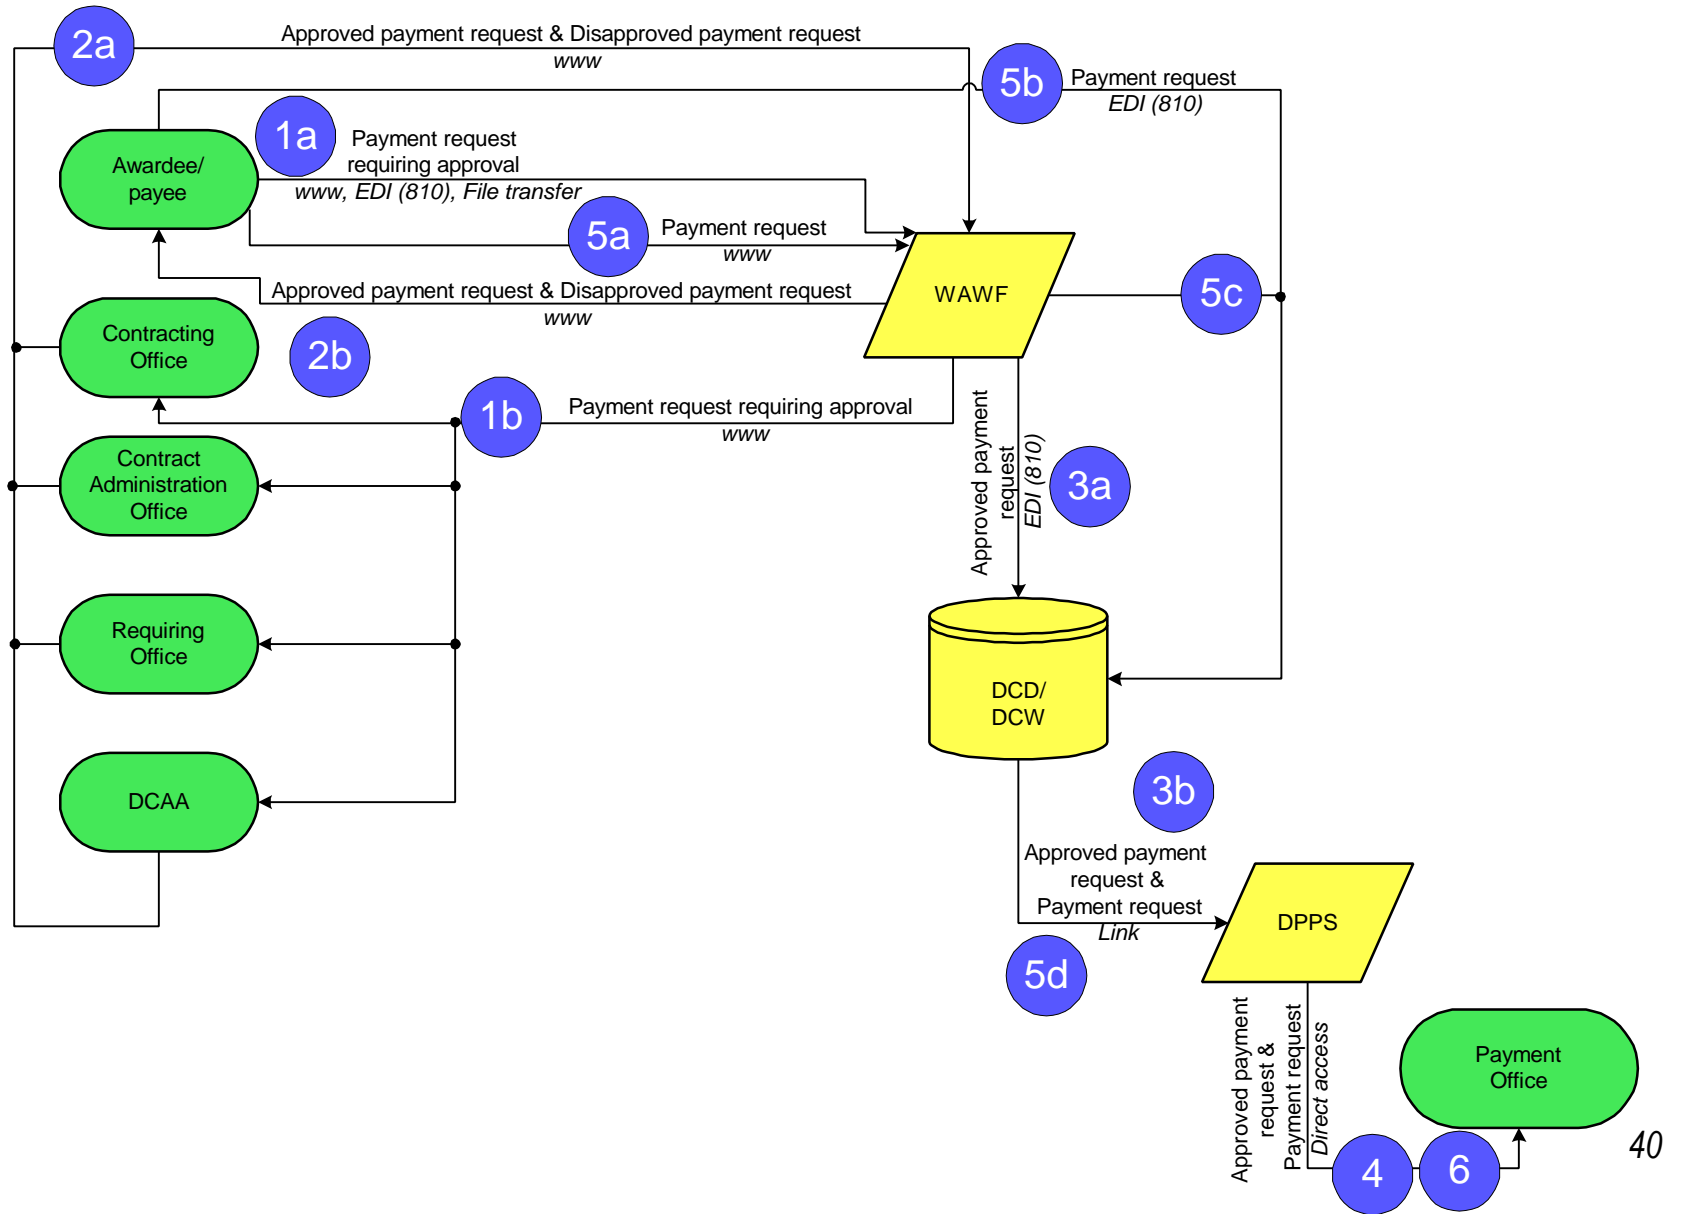 2a
Approved payment request & Disapproved payment request
www
5b
Payment request
EDI (810)
1a
Payment request
requiring approval
www, EDI (810), File transfer
Awardee/
payee
5a
Payment request
www
WAWF
5c
Approved payment request & Disapproved payment request
www
Contracting
Office
2b
1b
Payment request requiring approval
www
Contract
Administration
Office
Approved payment
request
EDI (810)
3a
Requiring
Office
DCD/
DCW
DCAA
3b
Approved payment
request &
Payment request
Link
DPPS
5d
Approved payment
request &
Payment request
Direct access
Payment
Office
4
6
40